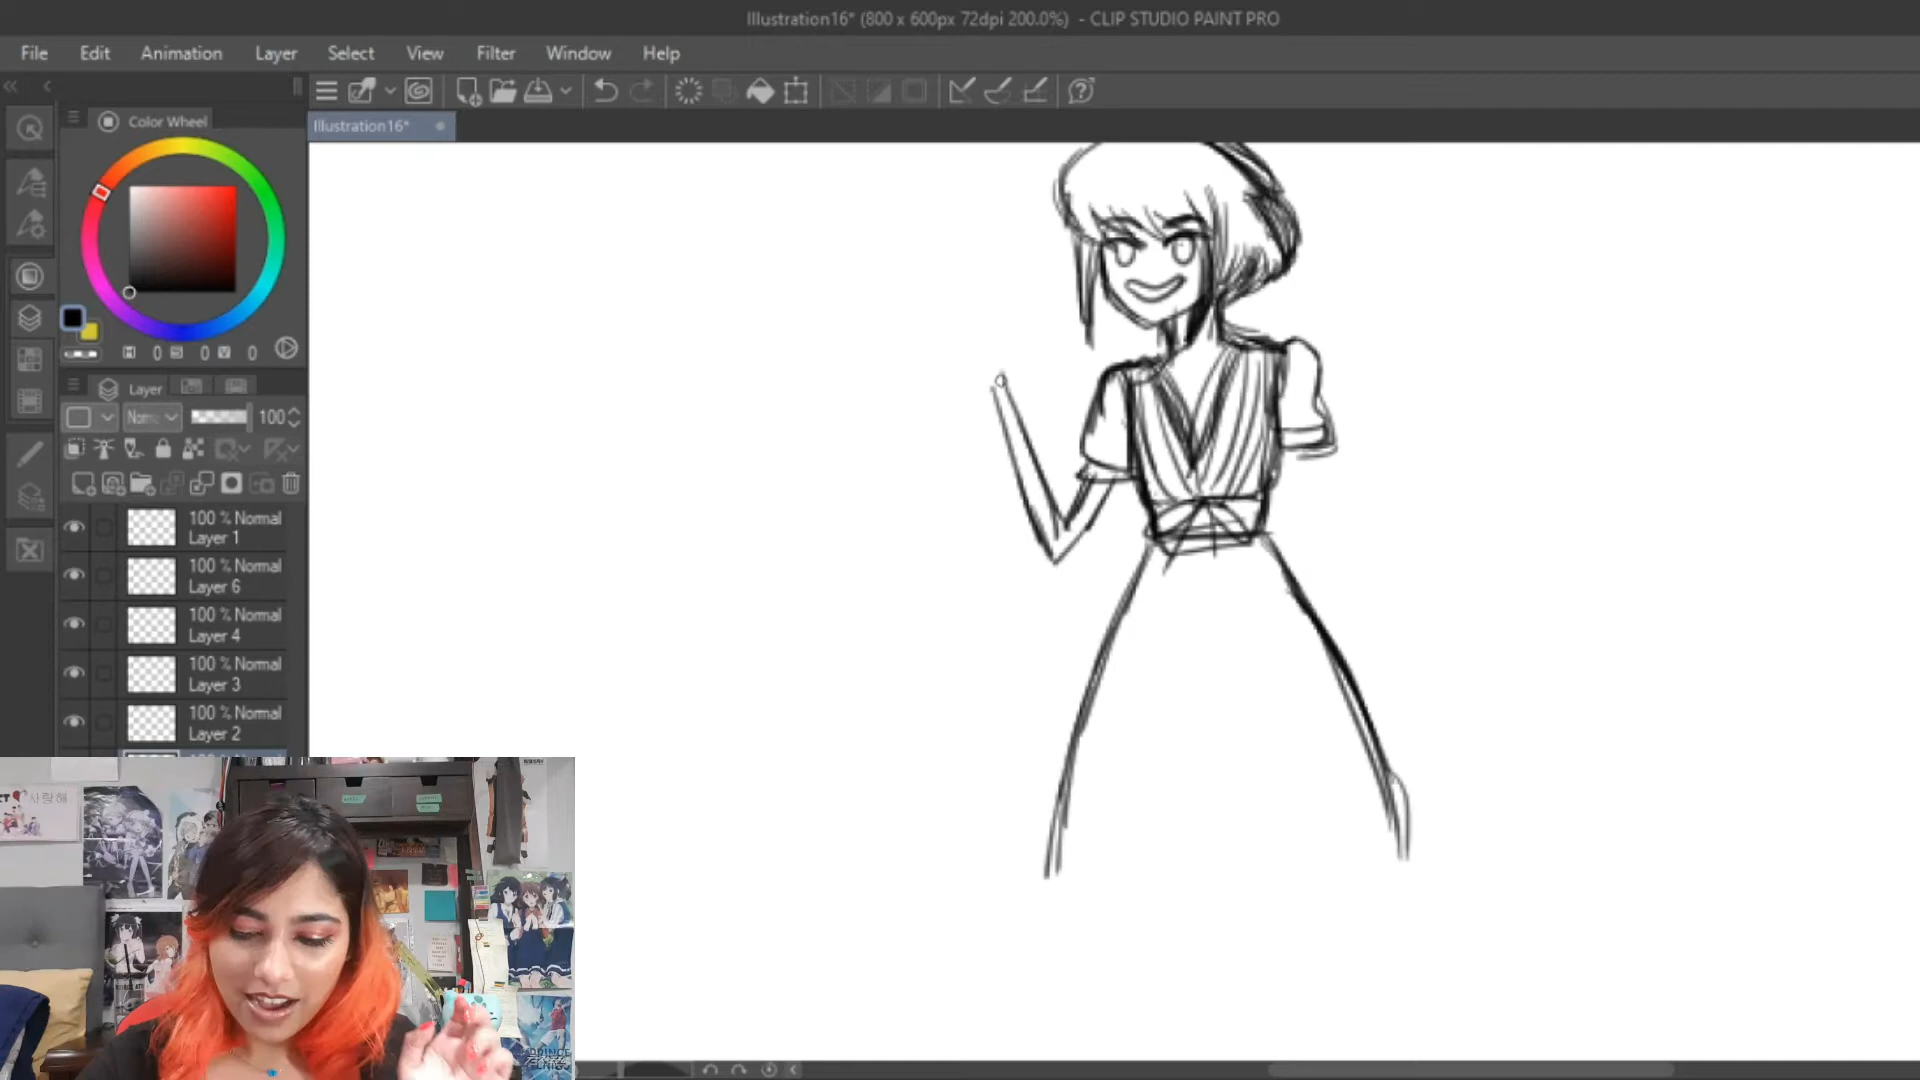 Illustration16* (800 x 600px 72dpi 200.0%) - CLIP STUDIO PAINT PRO
File Edit Animation Layer Select View Filter Window Help
Illustration16*
Color Wheel
H 0 S 0 V 0
Layer
100
100 % Normal
Layer 1
100 % Normal
Layer 6
100 % Normal
Layer 4
100 % Normal
Layer 3
100 % Normal
Layer 2
사랑해